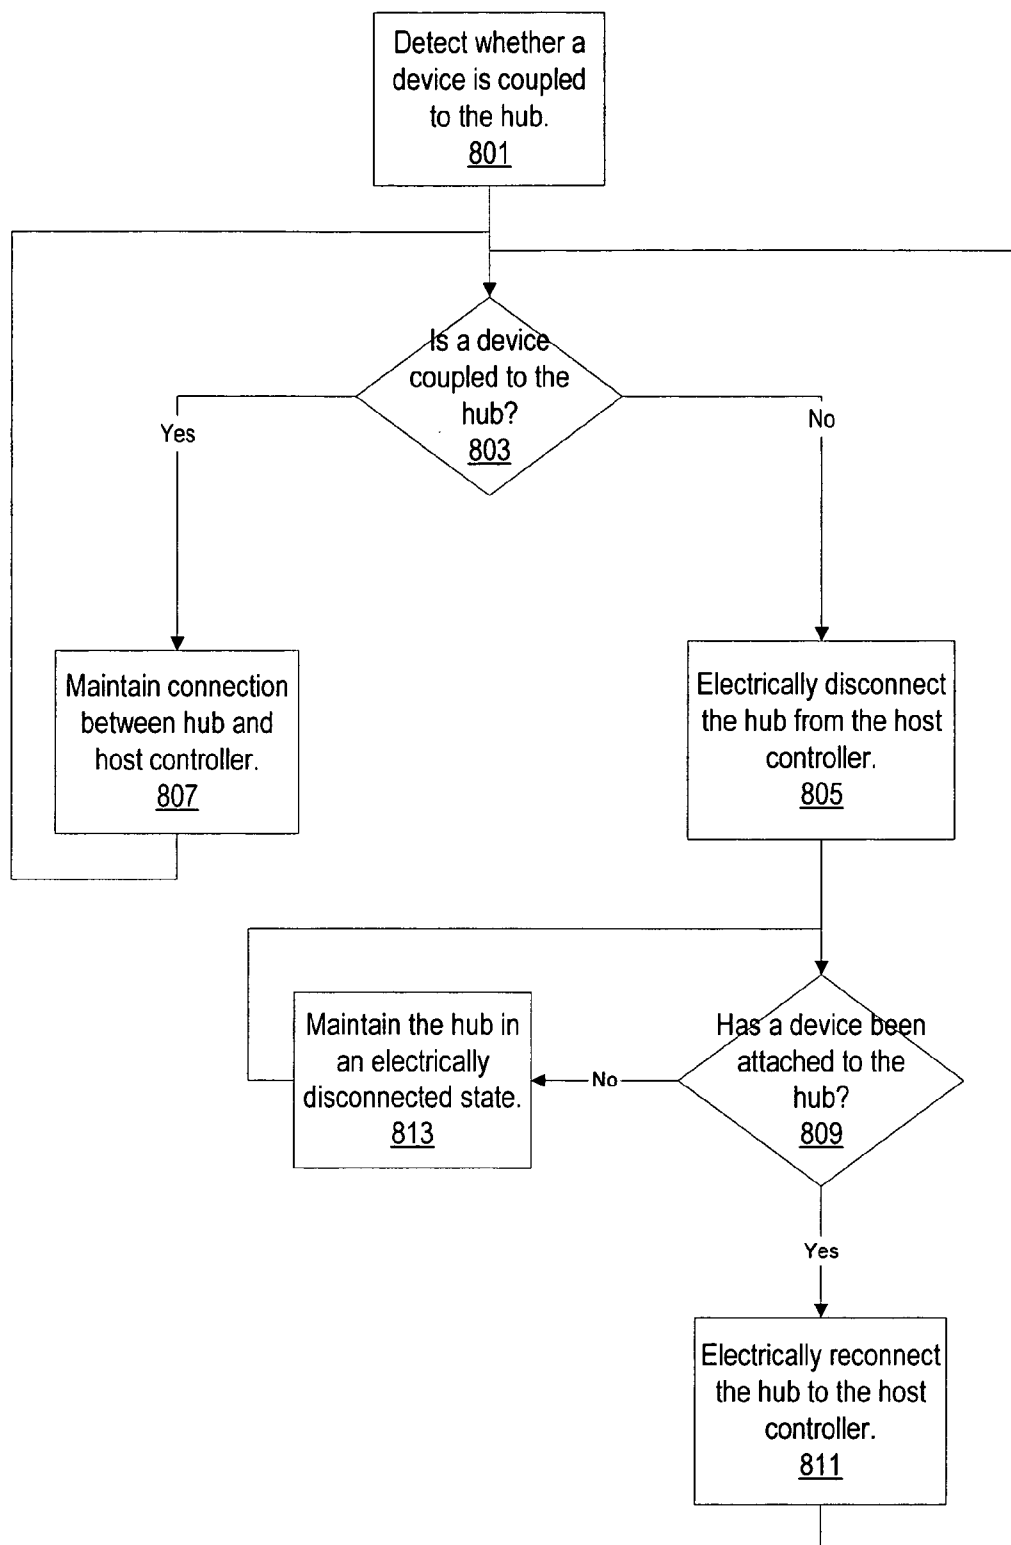 Detect whether a
device is coupled
to the hub.
801
Is a device
coupled to the
hub?
803
Yes
No
Maintain connection
between hub and
host controller.
807
Electrically disconnect
the hub from the host
controller.
805
Maintain the hub in
an electrically
disconnected state.
813
No
Has a device been
attached to the
hub?
809
Yes
Electrically reconnect
the hub to the host
controller.
811